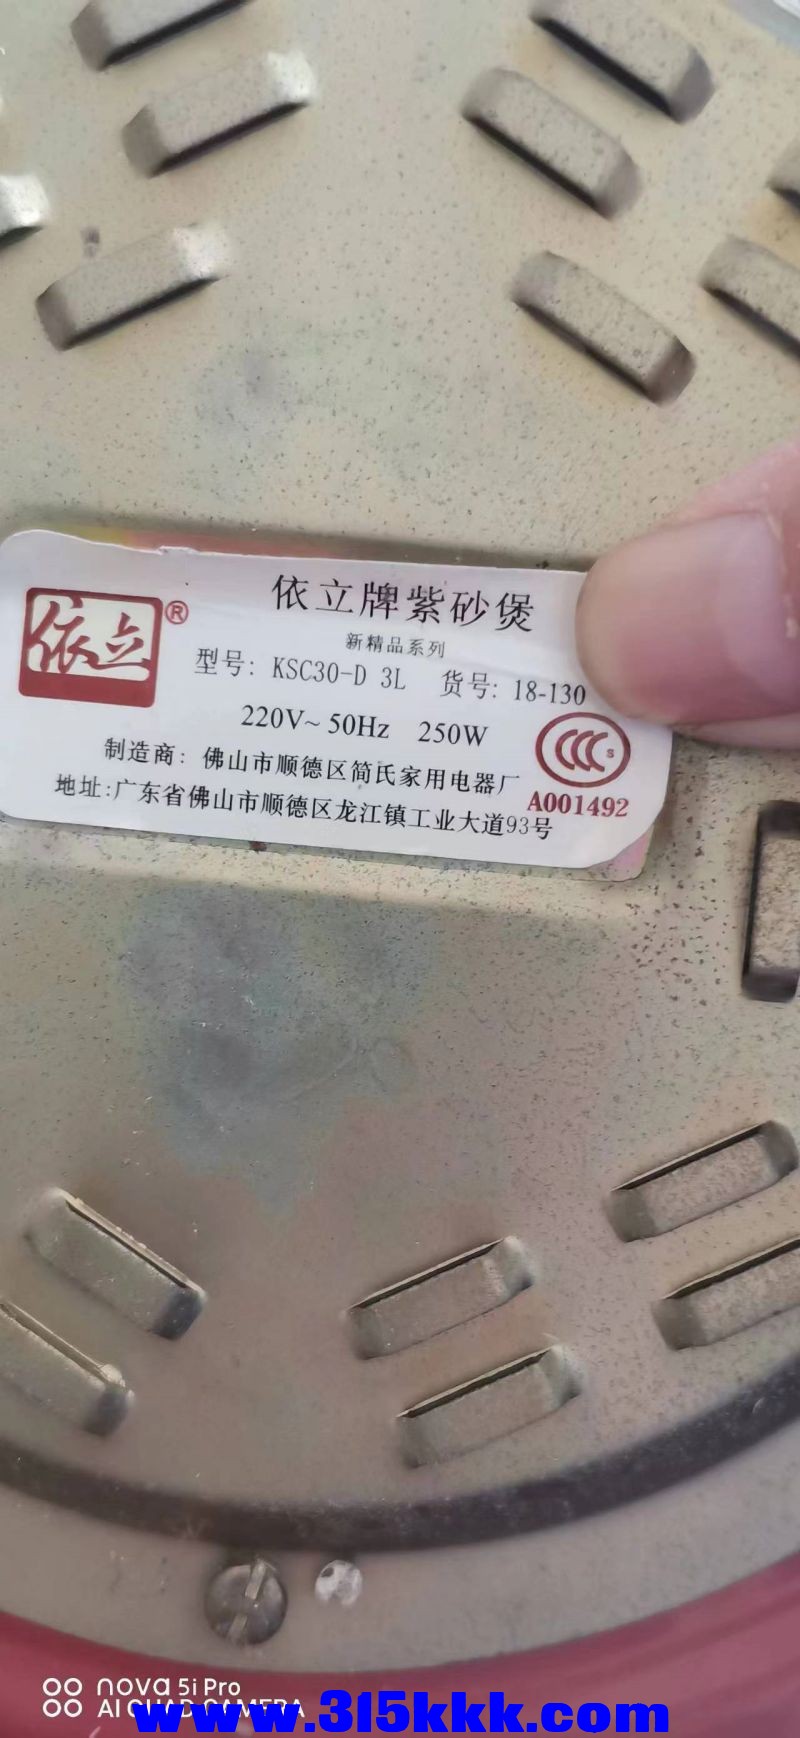 依立牌紫砂煲
依立®
新精品系列
型号: KSC30-D 3L 货号: 18-130
220V~50Hz 250W
CCCS
制造商: 佛山市顺德区简氏家用电器厂
A001492
地址:广东省佛山市顺德区龙江镇工业大道93号
nova 5i Pro
AI QUAD CAMERA
www.315kkk.com